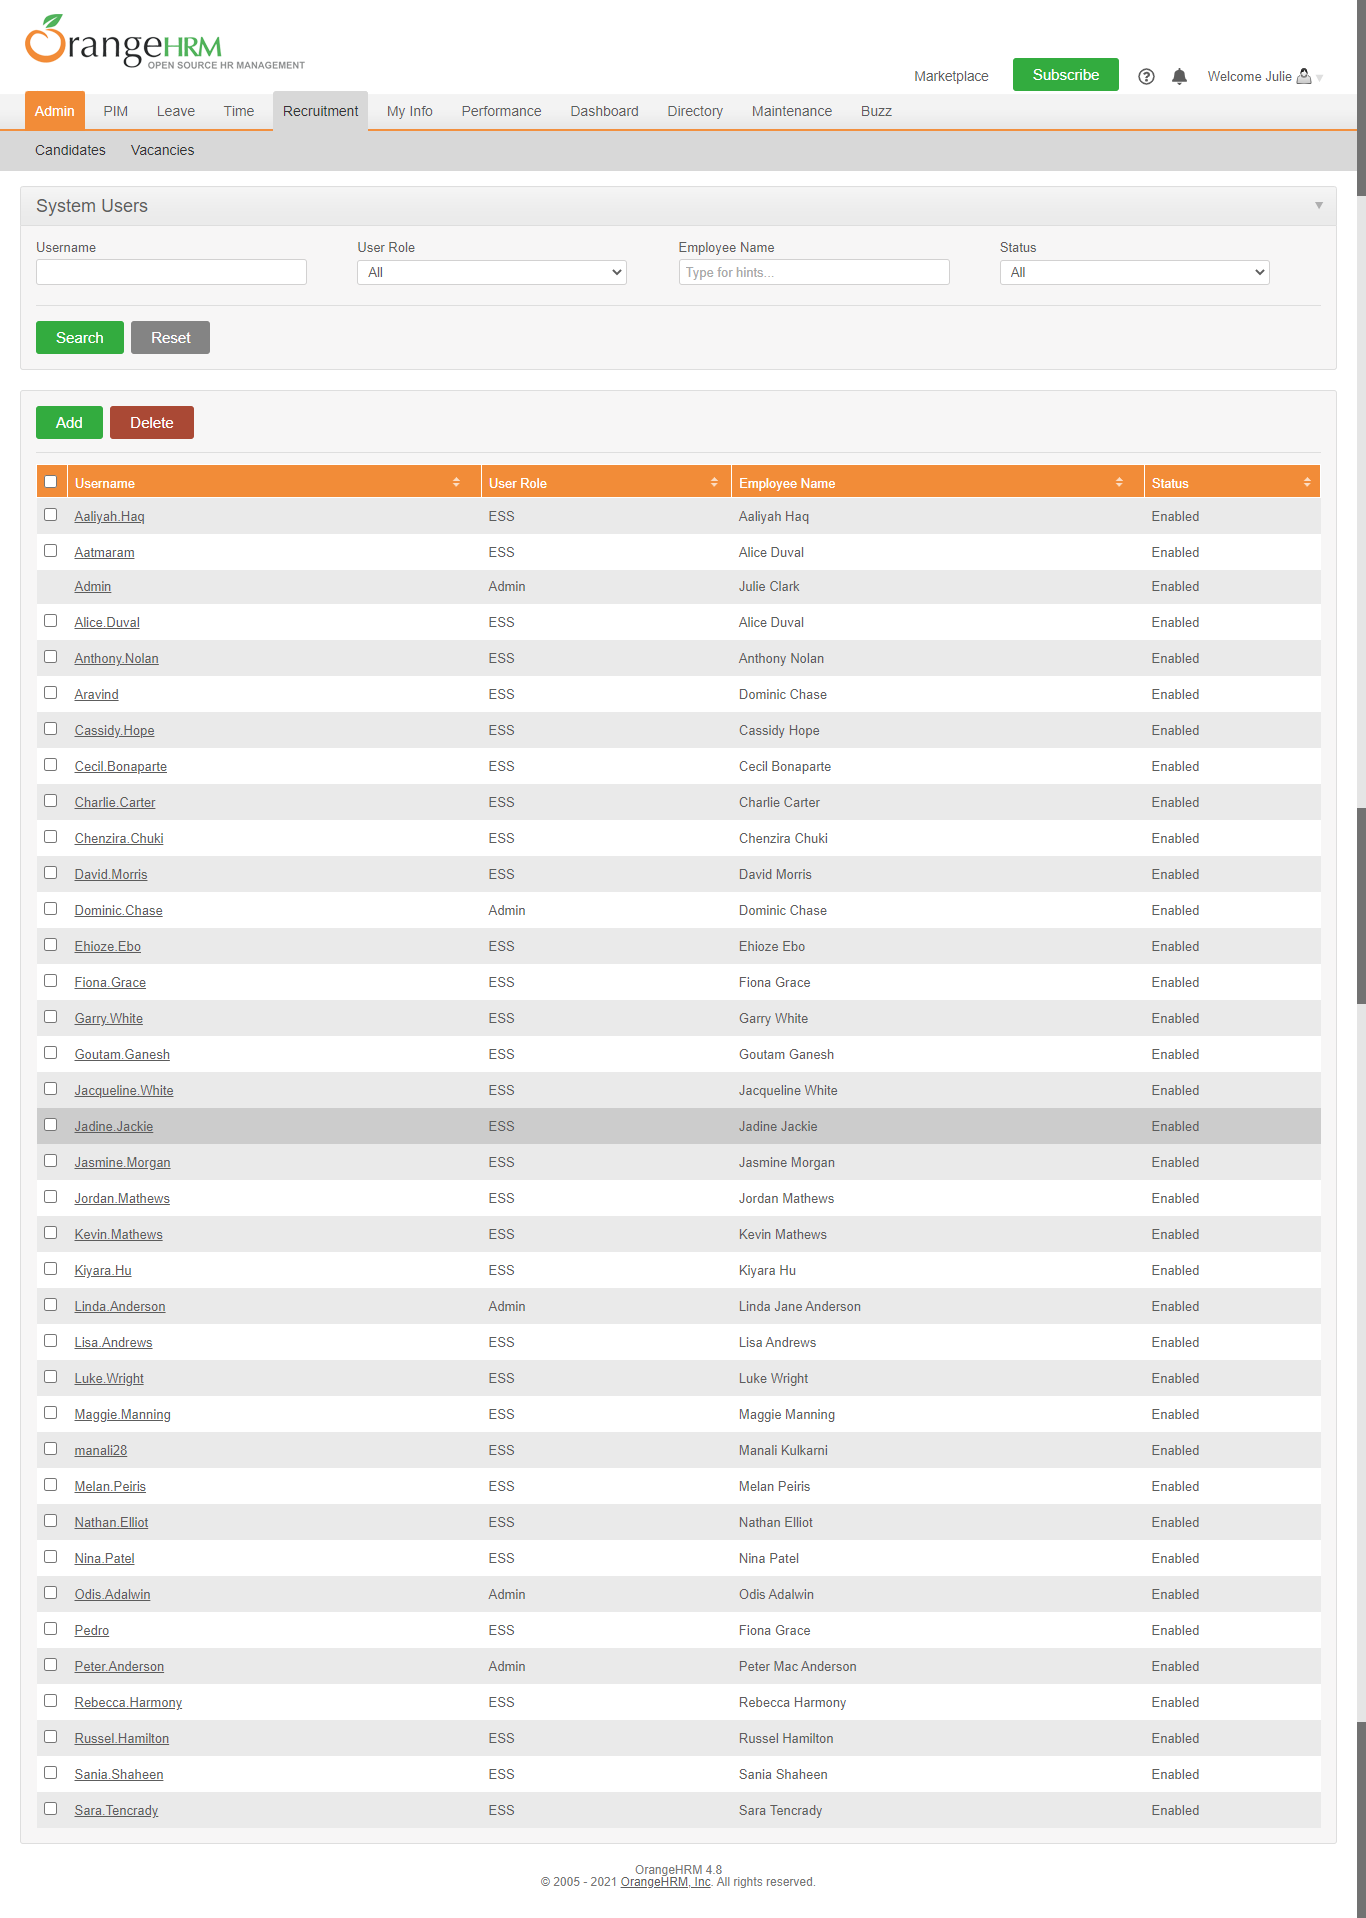 OrangeHRM
OPEN SOURCE HR MANAGEMENT
Marketplace Subscribe Welcome Julie
Admin PIM Leave Time Recruitment My Info Performance Dashboard Directory Maintenance Buzz
Candidates Vacancies
System Users
Username User Role Employee Name Status
All Type for hints... All
Search Reset
Add Delete
Username User Role Employee Name Status
Aaliyah.Haq ESS Aaliyah Haq Enabled
Aatmaram ESS Alice Duval Enabled
Admin Admin Julie Clark Enabled
Alice.Duval ESS Alice Duval Enabled
Anthony.Nolan ESS Anthony Nolan Enabled
Aravind ESS Dominic Chase Enabled
Cassidy.Hope ESS Cassidy Hope Enabled
Cecil.Bonaparte ESS Cecil Bonaparte Enabled
Charlie.Carter ESS Charlie Carter Enabled
Chenzira.Chuki ESS Chenzira Chuki Enabled
David.Morris ESS David Morris Enabled
Dominic.Chase Admin Dominic Chase Enabled
Ehioze.Ebo ESS Ehioze Ebo Enabled
Fiona.Grace ESS Fiona Grace Enabled
Garry.White ESS Garry White Enabled
Goutam.Ganesh ESS Goutam Ganesh Enabled
Jacqueline.White ESS Jacqueline White Enabled
Jadine.Jackie ESS Jadine Jackie Enabled
Jasmine.Morgan ESS Jasmine Morgan Enabled
Jordan.Mathews ESS Jordan Mathews Enabled
Kevin.Mathews ESS Kevin Mathews Enabled
Kiyara.Hu ESS Kiyara Hu Enabled
Linda.Anderson Admin Linda Jane Anderson Enabled
Lisa.Andrews ESS Lisa Andrews Enabled
Luke.Wright ESS Luke Wright Enabled
Maggie.Manning ESS Maggie Manning Enabled
manali28 ESS Manali Kulkarni Enabled
Melan.Peiris ESS Melan Peiris Enabled
Nathan.Elliot ESS Nathan Elliot Enabled
Nina.Patel ESS Nina Patel Enabled
Odis.Adalwin Admin Odis Adalwin Enabled
Pedro ESS Fiona Grace Enabled
Peter.Anderson Admin Peter Mac Anderson Enabled
Rebecca.Harmony ESS Rebecca Harmony Enabled
Russel.Hamilton ESS Russel Hamilton Enabled
Sania.Shaheen ESS Sania Shaheen Enabled
Sara.Tencrady ESS Sara Tencrady Enabled
OrangeHRM 4.8
© 2005 - 2021 OrangeHRM, Inc. All rights reserved.